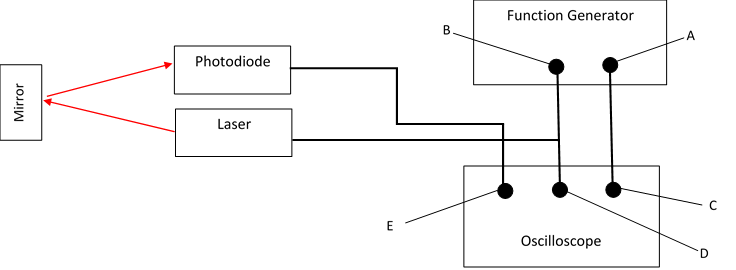 Function Generator
B
A
Photodiode
Mirror
Laser
E
C
Oscilloscope
D